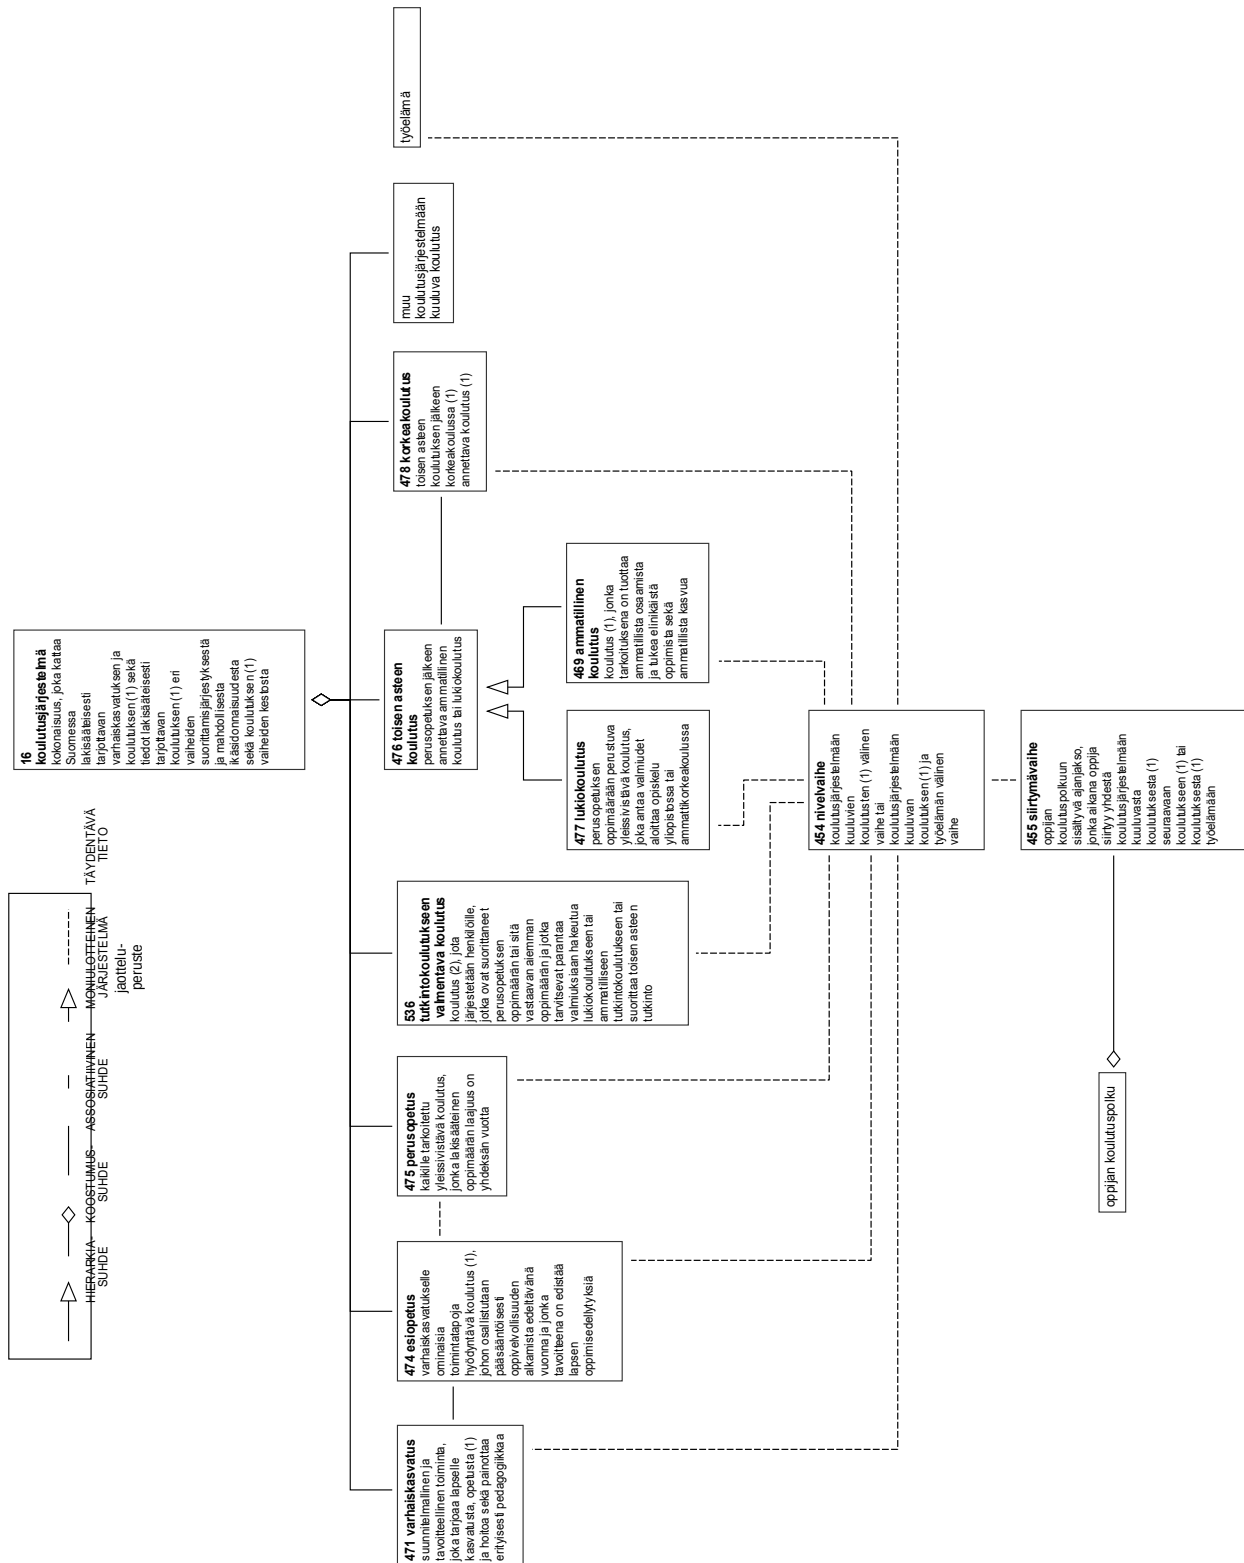 16
koulutusjärjestelmä
kokonaisuus, joka kattaa
Suomessa
lakisääteisesti
tarjottavan
varhaiskasvatuksen ja
koulutuksen (1) sekä
tiedot lakisääteisesti
tarjottavan
koulutuksen (1) eri
vaiheiden
suorittamisjärjestyksestä
ja mahdollisesta
ikäsidonnaisuudesta
sekä koulutuksen (1)
vaiheiden kestosta
HIERARKIA-
SUHDE
KOOSTUMUS-
SUHDE
ASSOSIATIIVINEN
SUHDE
MONIULOTTEINEN
JÄRJESTELMÄ
jaottelu-
peruste
TÄYDENTÄVÄ
TIETO
471 varhaiskasvatus
suunnitelmallinen ja
tavoitteellinen toiminta,
joka tarjoaa lapselle
kasvatusta, opetusta (1)
ja hoitoa sekä painottaa
erityisesti pedagogiikkaa
474 esiopetus
varhaiskasvatukselle
ominaisia
toimintatapoja
hyödyntävä koulutus (1),
johon osallistutaan
pääsääntöisesti
oppivelvollisuuden
alkamista edeltävänä
vuonna ja jonka
tavoitteena on edistää
lapsen
oppimisedellytyksiä
475 perusopetus
kaikille tarkoitettu
yleissivistävä koulutus,
jonka lakisääteinen
oppimäärän laajuus on
yhdeksän vuotta
536
tutkintokoulutukseen
valmentava koulutus
koulutus (2), jota
järjestetään henkilöille,
jotka ovat suorittaneet
perusopetuksen
oppimäärän tai sitä
vastaavan aiemman
oppimäärän ja jotka
tarvitsevat parantaa
valmiuksiaan hakeutua
lukiokoulutukseen tai
ammatilliseen
tutkintokoulutukseen tai
suorittaa toisen asteen
tutkinto
476 toisen asteen
koulutus
perusopetuksen jälkeen
annettava ammatillinen
koulutus tai lukiokoulutus
478 korkeakoulutus
toisen asteen
koulutuksen jälkeen
korkeakoulussa (1)
annettava koulutus (1)
muu
koulutusjärjestelmään
kuuluva koulutus
työelämä
477 lukiokoulutus
perusopetuksen
oppimäärään perustuva
yleissivistävä koulutus,
joka antaa valmiudet
aloittaa opiskelu
yliopistossa tai
ammattikorkeakoulussa
469 ammatillinen
koulutus
koulutus (1), jonka
tarkoituksena on tuottaa
ammatillista osaamista
ja tukea elinikäistä
oppimista sekä
ammatillista kasvua
454 nivelvaihe
koulutusjärjestelmään
kuuluvien
koulutusten (1) välinen
vaihe tai
koulutusjärjestelmään
kuuluvan
koulutuksen (1) ja
työelämän välinen
vaihe
455 siirtymävaihe
oppijan
koulutuspolkuun
sisältyvä ajanjakso,
jonka aikana oppija
siirtyy yhdestä
koulutusjärjestelmään
kuuluvasta
koulutuksesta (1)
seuraavaan
koulutukseen (1) tai
koulutuksesta (1)
työelämään
oppijan koulutuspolku